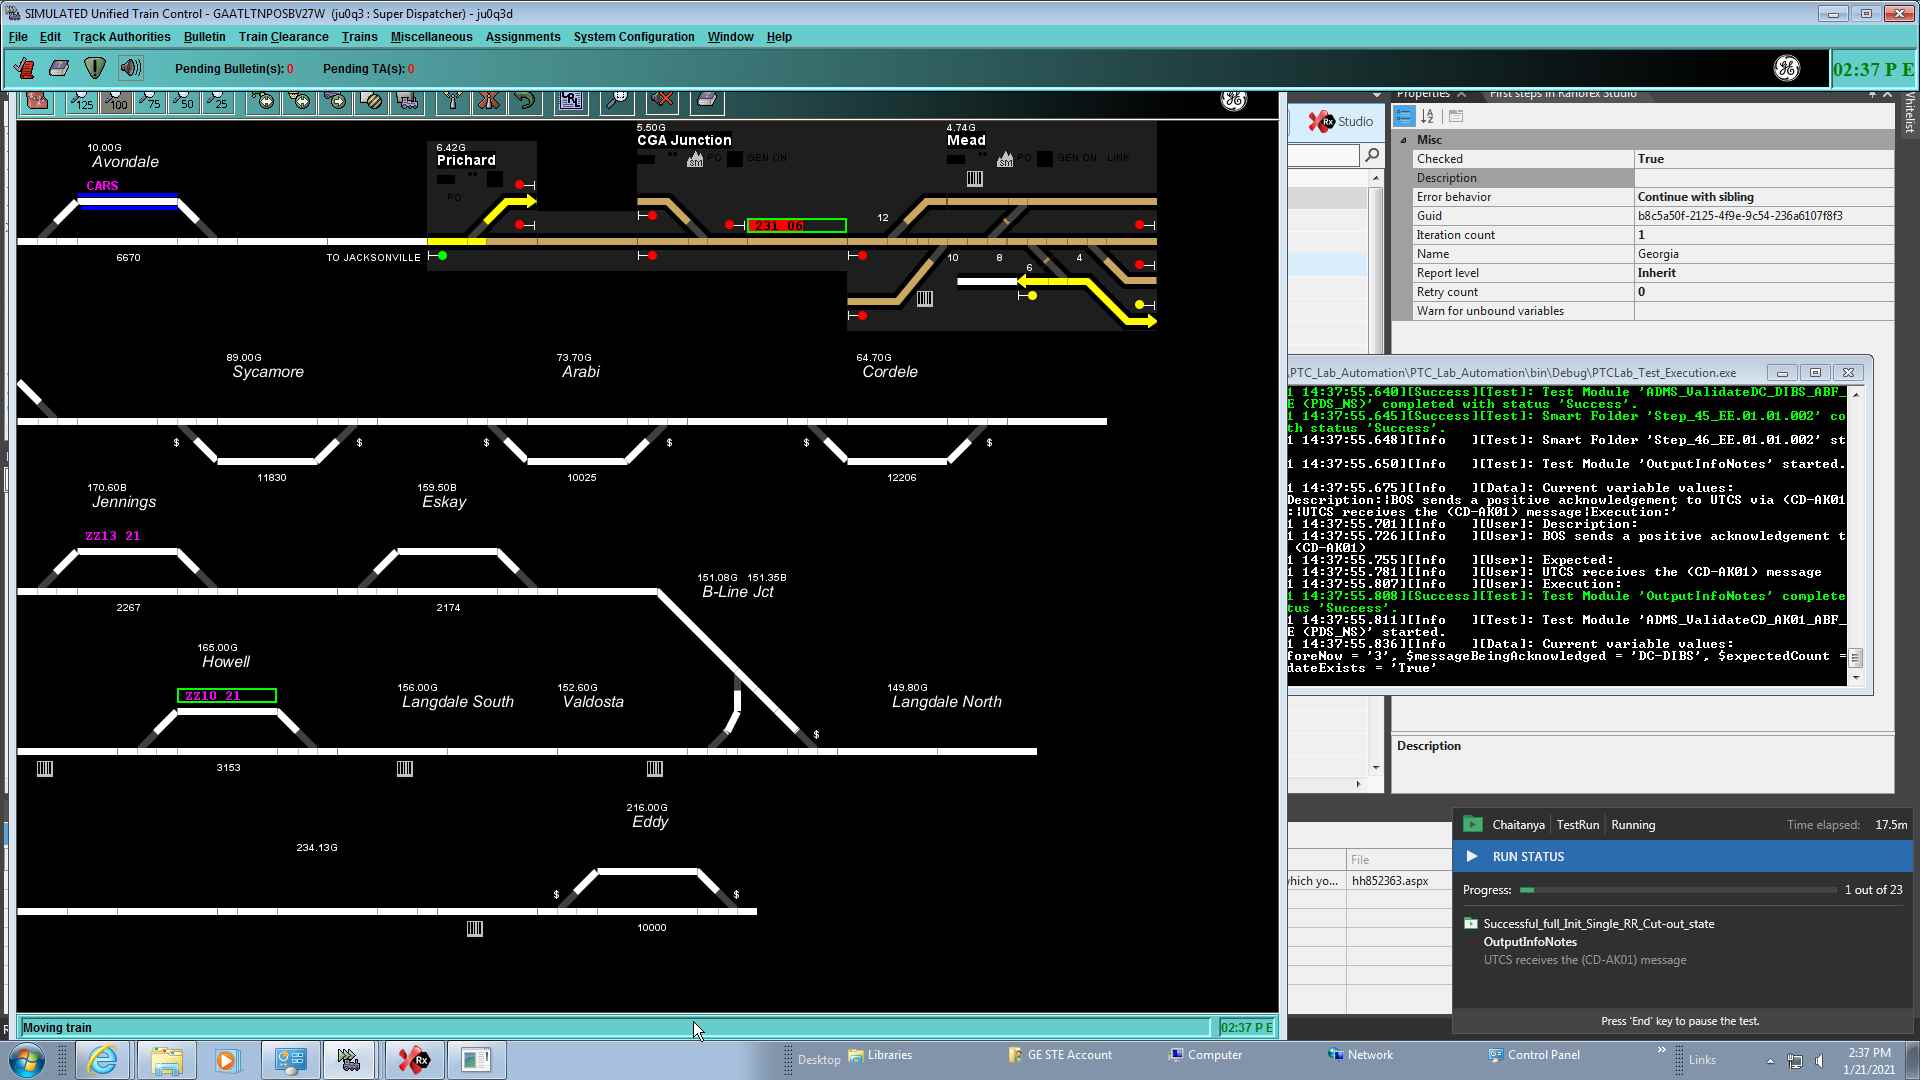 SIMULATED Unified Train Control - GAATLTNPOSBV27W (ju0q3 : Super Dispatcher) - ju0q3d
File Edit Track Authorities Bulletin Train Clearance Trains Miscellaneous Assignments System Configuration Window Help
Pending Bulletin(s): 0 Pending TA(s): 0
02:37 P E
125 100 75 50 25
10.00G
Avondale
CARS
6670
TO JACKSONVILLE
6.42G
Prichard
PO
5.50G
CGA Junction
SM PO GEN ON
231 06
12
4.74G
Mead
SM PO GEN ON LINK
10 8 6 4
89.00G
Sycamore
$ $
11830
73.70G
Arabi
$ $
10025
64.70G
Cordele
$ $
12206
170.60B
Jennings
ZZ13 21
2267
159.50B
Eskay
2174
151.08G 151.35B
B-Line Jct
$
165.00G
Howell
ZZ10 21
3153
156.00G
Langdale South
152.60G
Valdosta
149.80G
Langdale North
234.13G
216.00G
Eddy
$ $
10000
Moving train
02:37 P E
Studio
Properties First steps in Ranorex Studio
Whitelist
Misc
Checked True
Description
Error behavior Continue with sibling
Guid b8c5a50f-2125-4f9e-9c54-236a6107f8f3
Iteration count 1
Name Georgia
Report level Inherit
Retry count 0
Warn for unbound variables
\PTC_Lab_Automation\PTC_Lab_Automation\bin\Debug\PTCLab_Test_Execution.exe
1 14:37:55.640][Success][Test]: Test Module 'ADMS_ValidateDC_DIBS_ABF_
E (PDS_NS)' completed with status 'Success'.
1 14:37:55.645][Success][Test]: Smart Folder 'Step_45_EE.01.01.002' co
th status 'Success'.
1 14:37:55.648][Info ][Test]: Smart Folder 'Step_46_EE.01.01.002' st
1 14:37:55.650][Info ][Test]: Test Module 'OutputInfoNotes' started.
1 14:37:55.675][Info ][Data]: Current variable values:
Description:|BOS sends a positive acknowledgement to UTCS via (CD-AK01
:|UTCS receives the (CD-AK01) message|Execution:'
1 14:37:55.701][Info ][User]: Description:
1 14:37:55.726][Info ][User]: BOS sends a positive acknowledgement t
(CD-AK01)
1 14:37:55.755][Info ][User]: Expected:
1 14:37:55.781][Info ][User]: UTCS receives the (CD-AK01) message
1 14:37:55.807][Info ][User]: Execution:
1 14:37:55.808][Success][Test]: Test Module 'OutputInfoNotes' complete
tus 'Success'.
1 14:37:55.811][Info ][Test]: Test Module 'ADMS_ValidateCD_AK01_ABF_
E (PDS_NS)' started.
1 14:37:55.836][Info ][Data]: Current variable values:
foreNow = '3', $messageBeingAcknowledged = 'DC-DIBS', $expectedCount =
dateExists = 'True'
Description
File
hich yo... hh852363.aspx
Chaitanya TestRun Running Time elapsed: 17.5m
RUN STATUS
Progress: 1 out of 23
Successful_full_Init_Single_RR_Cut-out_state
OutputInfoNotes
UTCS receives the (CD-AK01) message
Press 'End' key to pause the test.
Desktop Libraries GE STE Account Computer Network Control Panel » Links
2:37 PM
1/21/2021